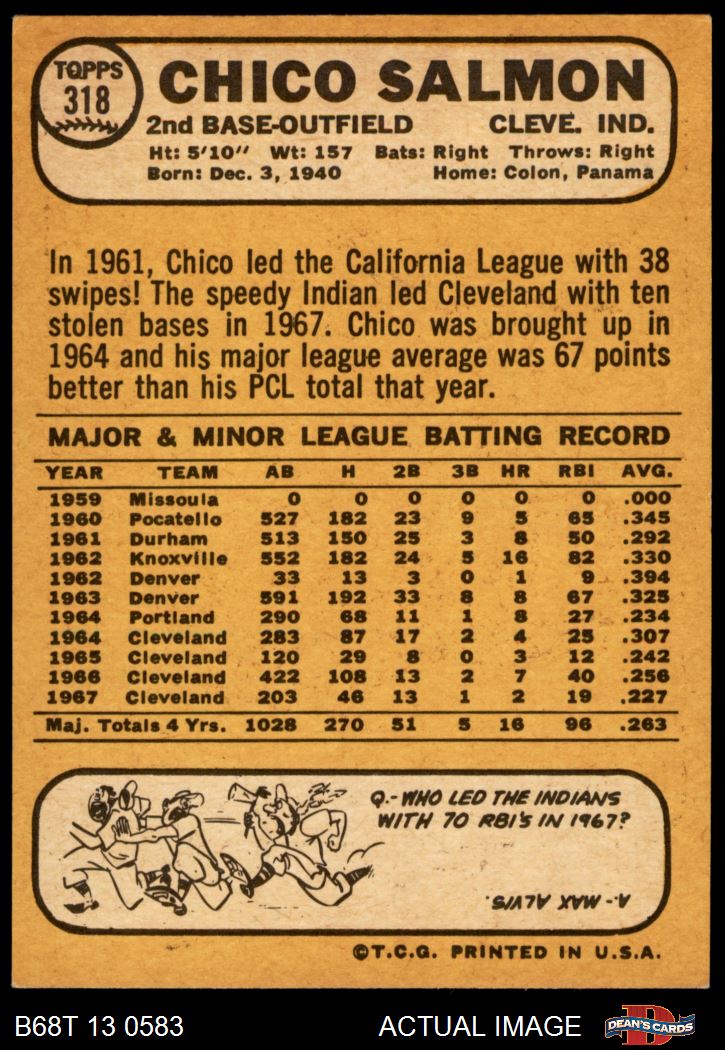 TOPPS
318
CHICO SALMON
2nd BASE-OUTFIELD CLEVE. IND.
Ht: 5'10" Wt: 157 Bats: Right Throws: Right
Born: Dec. 3, 1940 Home: Colon, Panama
In 1961, Chico led the California League with 38
swipes! The speedy Indian led Cleveland with ten
stolen bases in 1967. Chico was brought up in
1964 and his major league average was 67 points
better than his PCL total that year.
MAJOR & MINOR LEAGUE BATTING RECORD
YEAR TEAM AB H 2B 3B HR RBI AVG.
1959 Missoula 0 0 0 0 0 0 .000
1960 Pocatello 527 182 23 9 5 65 .345
1961 Durham 513 150 25 3 8 50 .292
1962 Knoxville 552 182 24 5 16 82 .330
1962 Denver 33 13 3 0 1 9 .394
1963 Denver 591 192 33 8 8 67 .325
1964 Portland 290 68 11 1 8 27 .234
1964 Cleveland 283 87 17 2 4 25 .307
1965 Cleveland 120 29 8 0 3 12 .242
1966 Cleveland 422 108 13 2 7 40 .256
1967 Cleveland 203 46 13 1 2 19 .227
Maj. Totals 4 Yrs. 1028 270 51 5 16 96 .263
Q.- WHO LED THE INDIANS
WITH 70 RBI'S IN 1967?
A.- MAX ALVIS.
©T.C.G. PRINTED IN U.S.A.
B68T 13 0583 ACTUAL IMAGE
DEAN'S CARDS